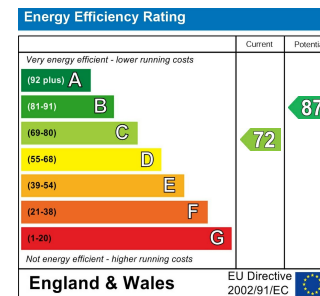 Energy Efficiency Rating
Current Potenti
Very energy efficient - lower running costs
(92 plus) A
(81-91) B
87
(69-80) C
72
(55-68) D
(39-54) E
(21-38) F
(1-20) G
Not energy efficient - higher running costs
England & Wales
EU Directive
2002/91/EC